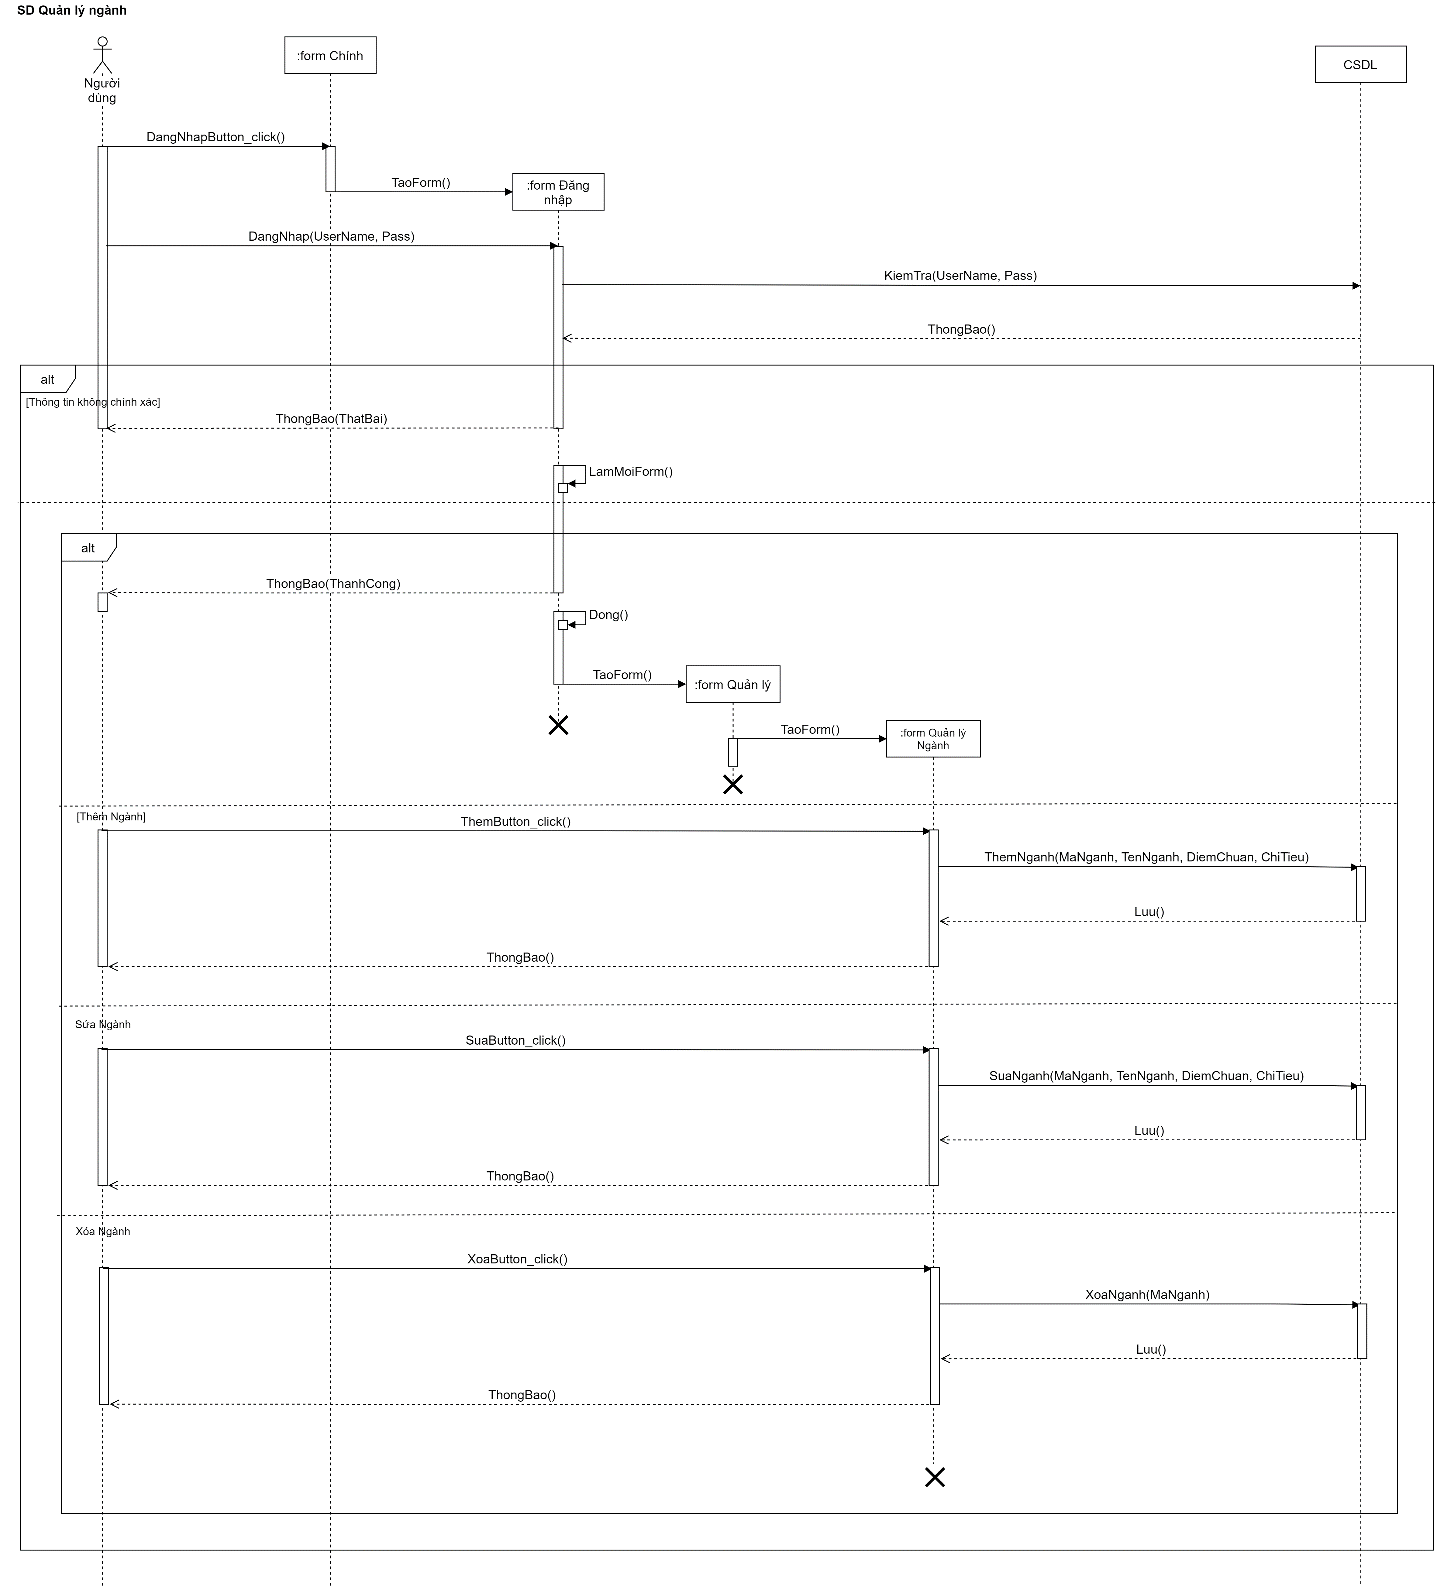 SD Quản lý ngành
:form Chính
CSDL
Người
dùng
DangNhapButton_click()
TaoForm()
:form Đăng
nhập
DangNhap(UserName, Pass)
KiemTra(UserName, Pass)
ThongBao()
alt
[Thông tin không chính xác]
ThongBao(ThatBai)
LamMoiForm()
alt
ThongBao(ThanhCong)
Dong()
TaoForm()
:form Quản lý
TaoForm()
:form Quản lý
Ngành
[Thêm Ngành]
ThemButton_click()
ThemNganh(MaNganh, TenNganh, DiemChuan, ChiTieu)
Luu()
ThongBao()
Sửa Ngành
SuaButton_click()
SuaNganh(MaNganh, TenNganh, DiemChuan, ChiTieu)
Luu()
ThongBao()
Xóa Ngành
XoaButton_click()
XoaNganh(MaNganh)
Luu()
ThongBao()